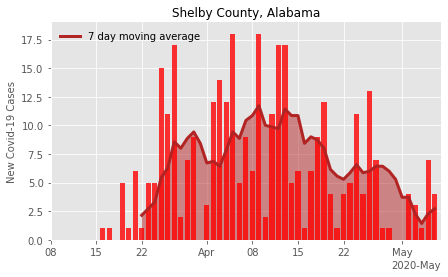 Shelby County, Alabama
7 day moving average
New Covid-19 Cases
17.5
15.0
12.5
10.0
7.5
5.0
2.5
0.0
08 15 22 Apr 08 15 22 May
2020-May